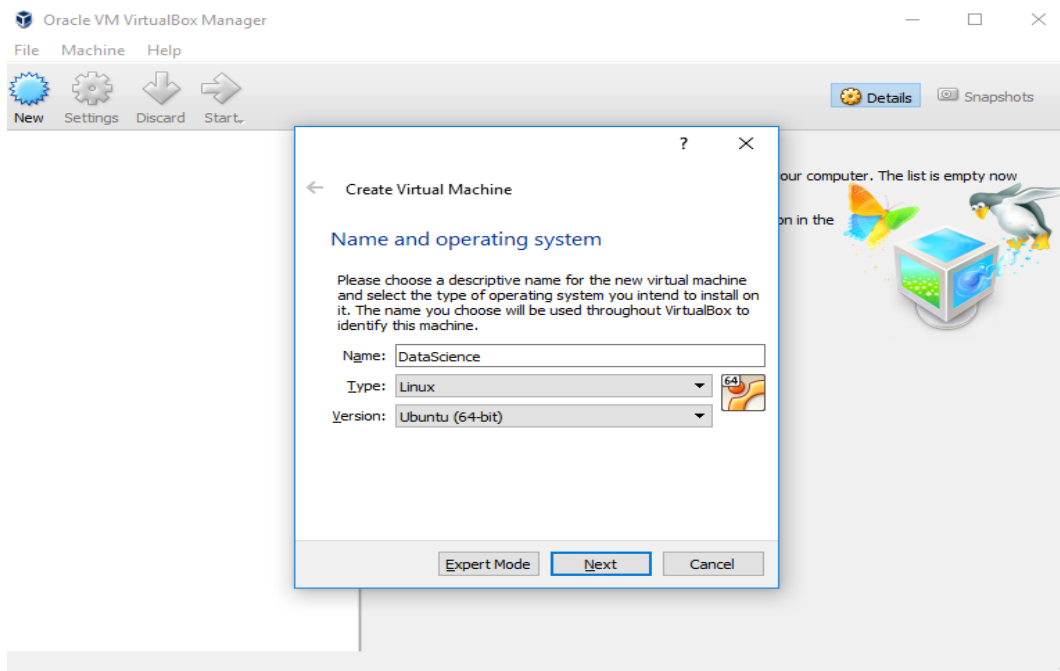 Oracle VM VirtualBox Manager
File Machine Help
New Settings Discard Start
Details Snapshots
?
our computer. The list is empty now
Create Virtual Machine
on in the
Name and operating system
Please choose a descriptive name for the new virtual machine
and select the type of operating system you intend to install on
it. The name you choose will be used throughout VirtualBox to
identify this machine.
Name: DataScience
Type: Linux
64
Version: Ubuntu (64-bit)
Expert Mode Next Cancel